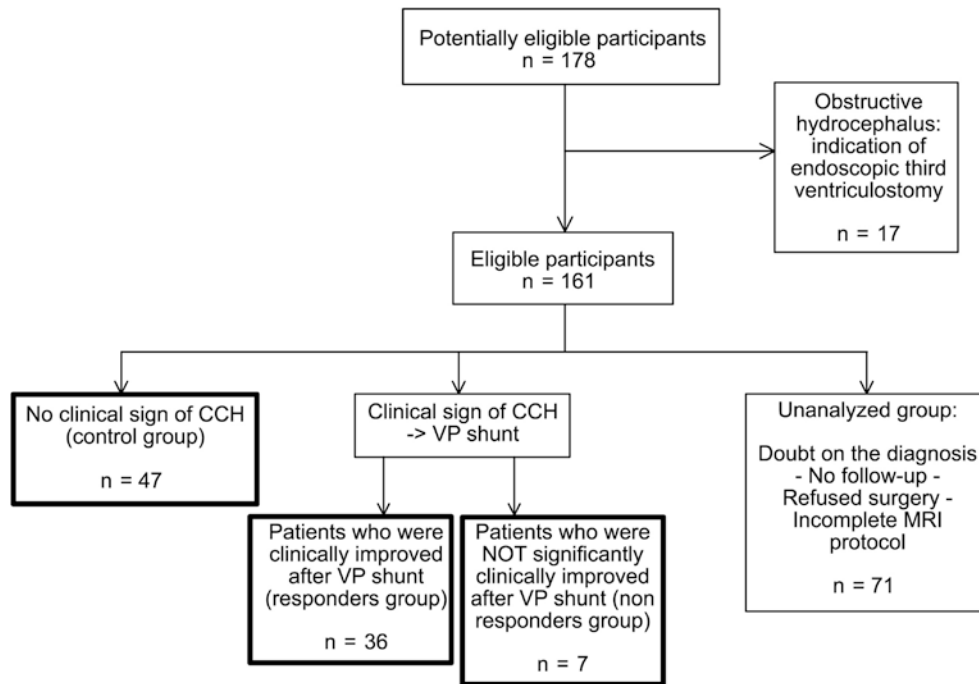 Potentially eligible participants
n = 178
Obstructive
hydrocephalus:
indication of
endoscopic third
ventriculostomy
n = 17
Eligible participants
n = 161
No clinical sign of CCH
(control group)
n = 47
Clinical sign of CCH
-> VP shunt
Unanalyzed group:
Doubt on the diagnosis
- No follow-up -
Refused surgery -
Incomplete MRI
protocol
n = 71
Patients who were
clinically improved
after VP shunt
(responders group)
n = 36
Patients who were
NOT significantly
clinically improved
after VP shunt (non
responders group)
n = 7